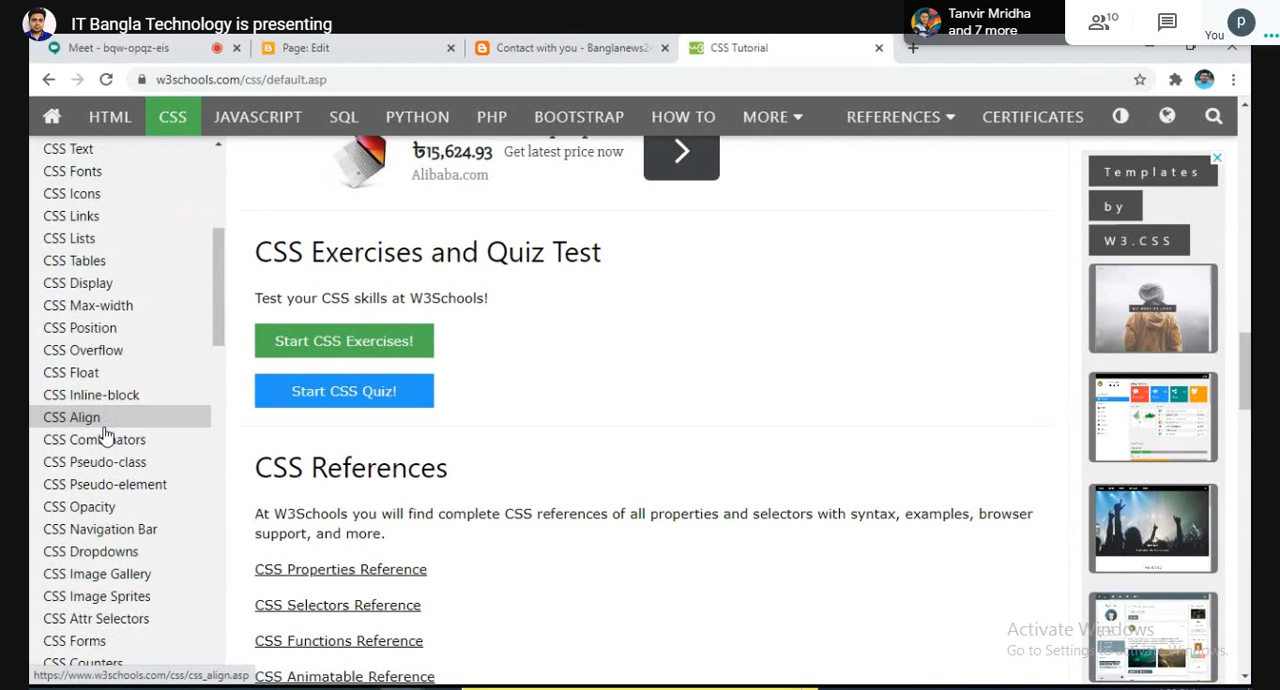 IT Bangla Technology is presenting
Tanvir Mridha
and 7 more
10
You
P
Meet - bqw-opqz-eis
Page: Edit
Contact with you - Banglanews24
CSS Tutorial
w3schools.com/css/default.asp
HTML
CSS
JAVASCRIPT
SQL
PYTHON
PHP
BOOTSTRAP
HOW TO
MORE
REFERENCES
CERTIFICATES
CSS Text
CSS Fonts
CSS Icons
CSS Links
CSS Lists
CSS Tables
CSS Display
CSS Max-width
CSS Position
CSS Overflow
CSS Float
CSS Inline-block
CSS Align
CSS Combinators
CSS Pseudo-class
CSS Pseudo-element
CSS Opacity
CSS Navigation Bar
CSS Dropdowns
CSS Image Gallery
CSS Image Sprites
CSS Attr Selectors
CSS Forms
CSS Counters
https://www.w3schools.com/css/css_align.asp
৳15,624.93 Get latest price now
Alibaba.com
CSS Exercises and Quiz Test
Test your CSS skills at W3Schools!
Start CSS Exercises!
Start CSS Quiz!
CSS References
At W3Schools you will find complete CSS references of all properties and selectors with syntax, examples, browser
support, and more.
CSS Properties Reference
CSS Selectors Reference
CSS Functions Reference
CSS Animatable Reference
Templates
by
W3.CSS
Activate Windows
Go to Settings to activate Windows.